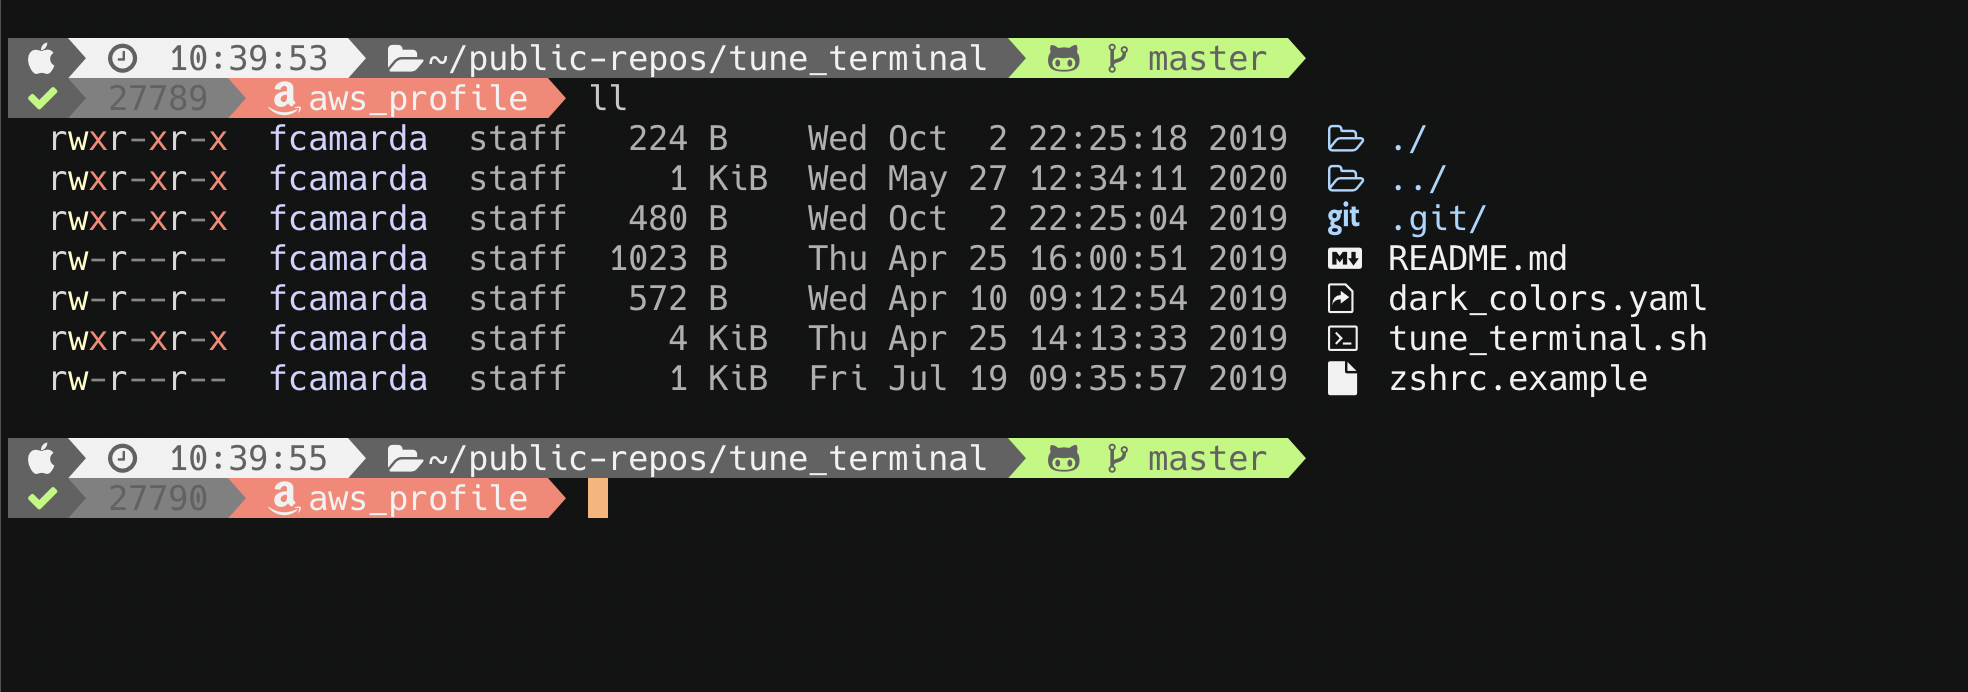 10:39:53 ~/public-repos/tune_terminal master
27789 aws_profile ll
rwxr-xr-x fcamarda staff 224 B Wed Oct 2 22:25:18 2019 ./
rwxr-xr-x fcamarda staff 1 KiB Wed May 27 12:34:11 2020 ../
rwxr-xr-x fcamarda staff 480 B Wed Oct 2 22:25:04 2019 git .git/
rw-r--r-- fcamarda staff 1023 B Thu Apr 25 16:00:51 2019 README.md
rw-r--r-- fcamarda staff 572 B Wed Apr 10 09:12:54 2019 dark_colors.yaml
rwxr-xr-x fcamarda staff 4 KiB Thu Apr 25 14:13:33 2019 tune_terminal.sh
rw-r--r-- fcamarda staff 1 KiB Fri Jul 19 09:35:57 2019 zshrc.example
10:39:55 ~/public-repos/tune_terminal master
27790 aws_profile